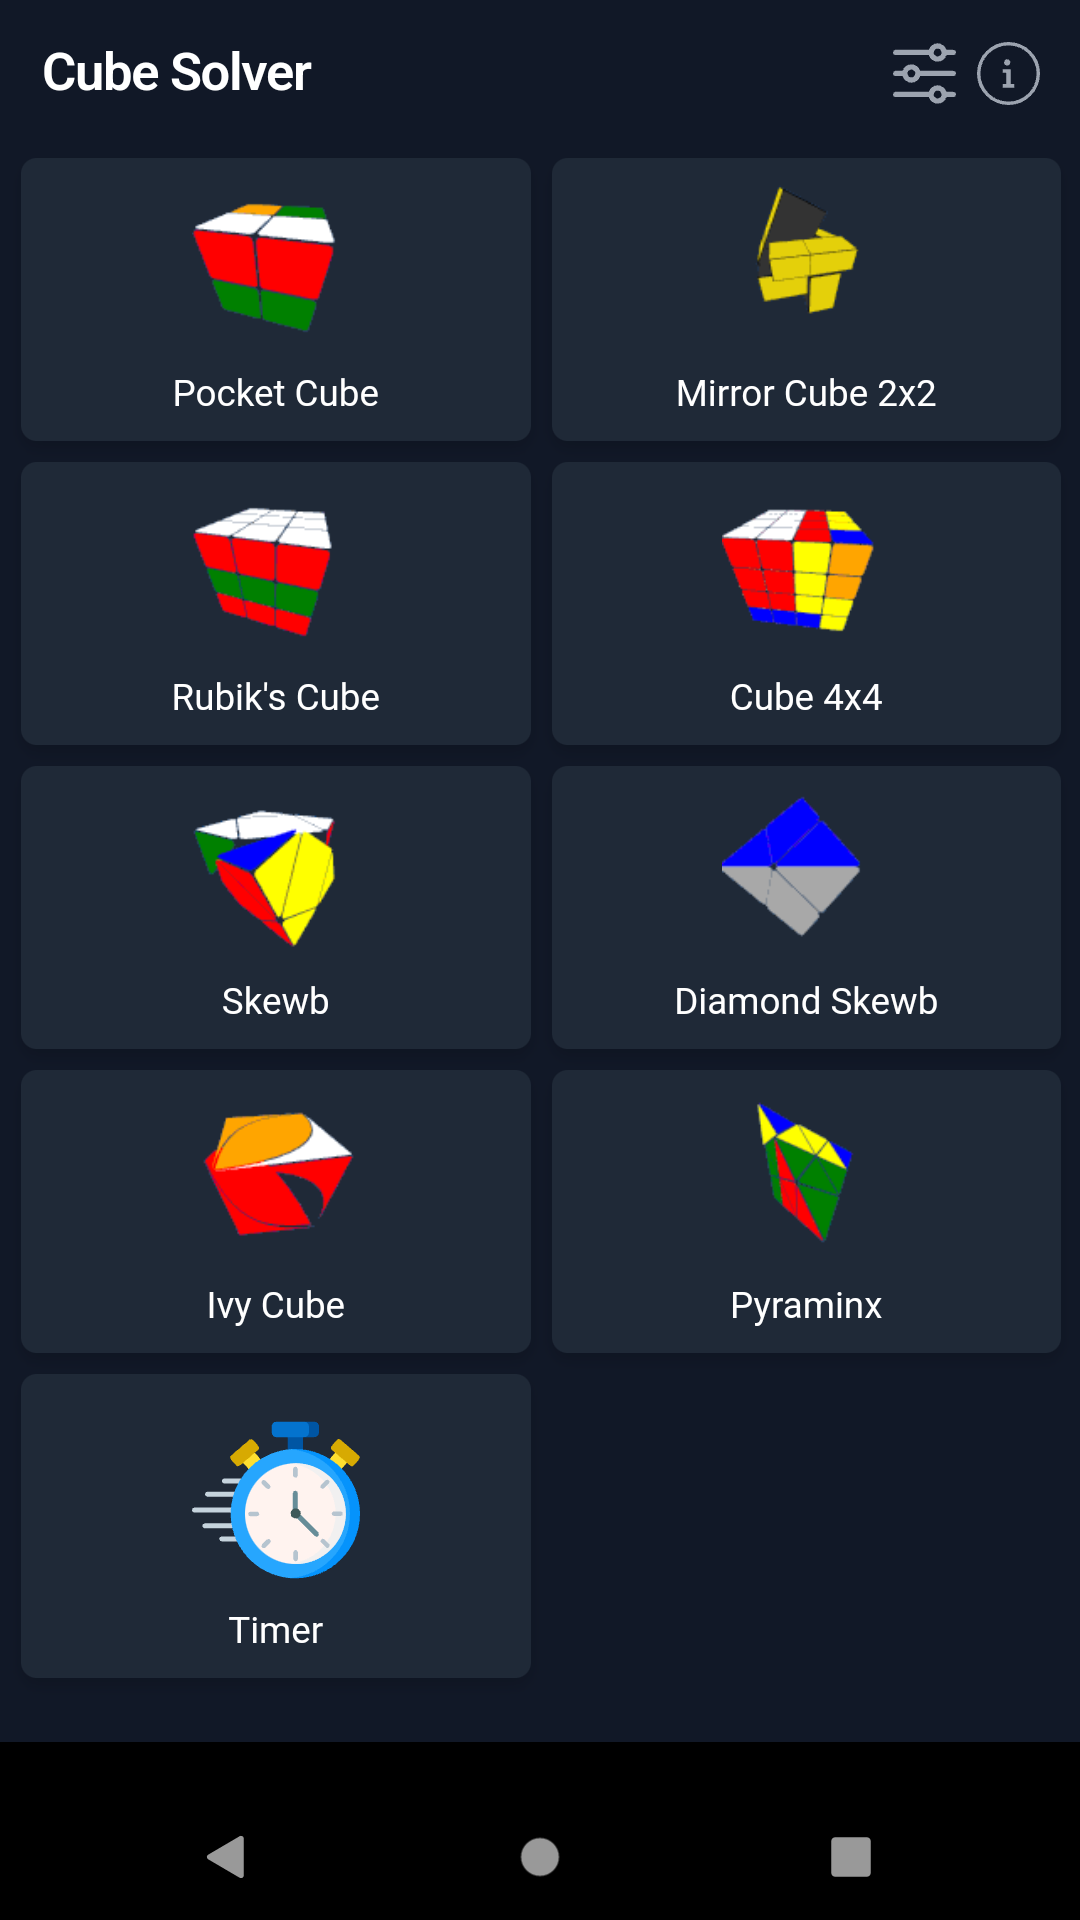 Cube Solver
Pocket Cube
Mirror Cube 2x2
Rubik's Cube
Cube 4x4
Skewb
Diamond Skewb
Ivy Cube
Pyraminx
Timer